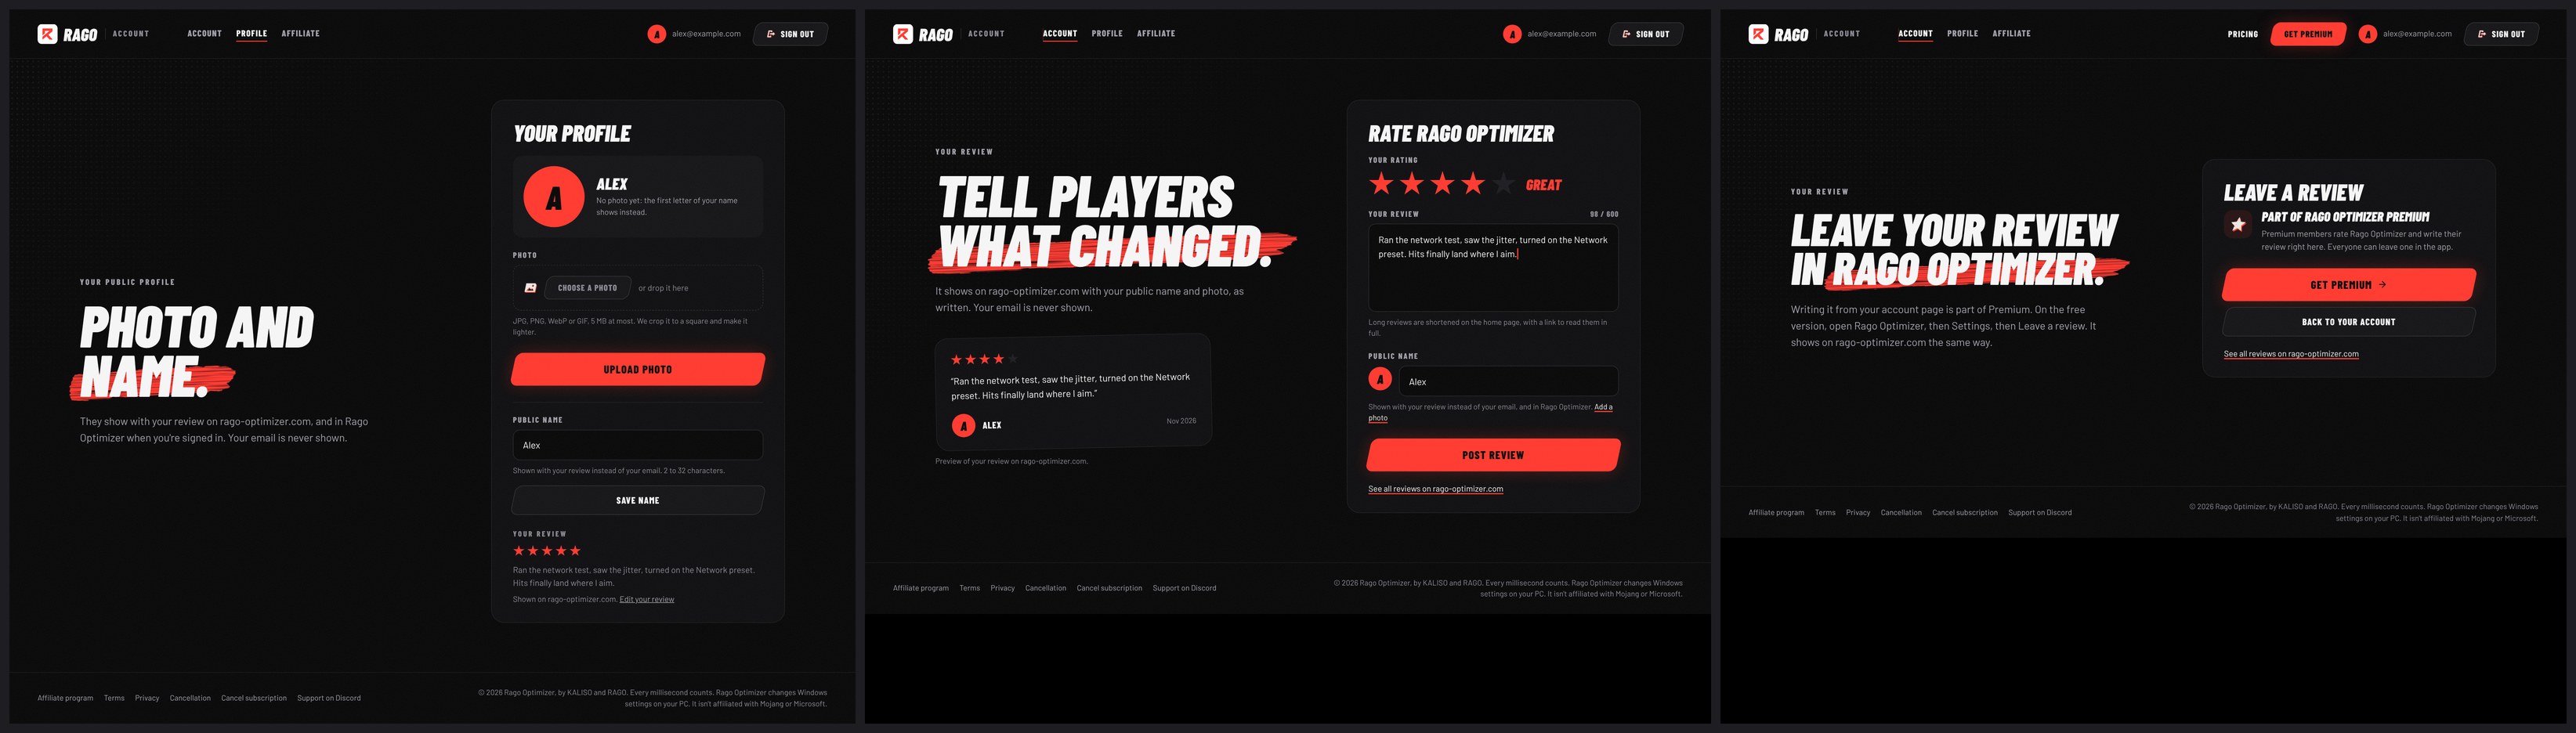 RAGO ACCOUNT ACCOUNT PROFILE AFFILIATE A alex@example.com SIGN OUT
YOUR PUBLIC PROFILE
PHOTO AND
NAME.
They show with your review on rago-optimizer.com, and in Rago
Optimizer when you're signed in. Your email is never shown.
YOUR PROFILE
A
ALEX
No photo yet: the first letter of your name
shows instead.
PHOTO
CHOOSE A PHOTO or drop it here
JPG, PNG, WebP or GIF, 5 MB at most. We crop it to a square and make it
lighter.
UPLOAD PHOTO
PUBLIC NAME
Alex
Shown with your review instead of your email. 2 to 32 characters.
SAVE NAME
YOUR REVIEW
Ran the network test, saw the jitter, turned on the Network preset.
Hits finally land where I aim.
Shown on rago-optimizer.com. Edit your review
Affiliate program Terms Privacy Cancellation Cancel subscription Support on Discord
© 2026 Rago Optimizer, by KALISO and RAGO. Every millisecond counts. Rago Optimizer changes Windows
settings on your PC. It isn't affiliated with Mojang or Microsoft.
RAGO ACCOUNT ACCOUNT PROFILE AFFILIATE A alex@example.com SIGN OUT
YOUR REVIEW
TELL PLAYERS
WHAT CHANGED.
It shows on rago-optimizer.com with your public name and photo, as
written. Your email is never shown.
"Ran the network test, saw the jitter, turned on the Network
preset. Hits finally land where I aim."
A ALEX Nov 2026
Preview of your review on rago-optimizer.com.
RATE RAGO OPTIMIZER
YOUR RATING
GREAT
YOUR REVIEW 98 / 600
Ran the network test, saw the jitter, turned on the Network
preset. Hits finally land where I aim.
Long reviews are shortened on the home page, with a link to read them in
full.
PUBLIC NAME
A Alex
Shown with your review instead of your email, and in Rago Optimizer. Add a
photo
POST REVIEW
See all reviews on rago-optimizer.com
Affiliate program Terms Privacy Cancellation Cancel subscription Support on Discord
© 2026 Rago Optimizer, by KALISO and RAGO. Every millisecond counts. Rago Optimizer changes Windows
settings on your PC. It isn't affiliated with Mojang or Microsoft.
RAGO ACCOUNT ACCOUNT PROFILE AFFILIATE PRICING GET PREMIUM A alex@example.com SIGN OUT
YOUR REVIEW
LEAVE YOUR REVIEW
IN RAGO OPTIMIZER.
Writing it from your account page is part of Premium. On the free
version, open Rago Optimizer, then Settings, then Leave a review. It
shows on rago-optimizer.com the same way.
LEAVE A REVIEW
PART OF RAGO OPTIMIZER PREMIUM
Premium members rate Rago Optimizer and write their
review right here. Everyone can leave one in the app.
GET PREMIUM →
BACK TO YOUR ACCOUNT
See all reviews on rago-optimizer.com
Affiliate program Terms Privacy Cancellation Cancel subscription Support on Discord
© 2026 Rago Optimizer, by KALISO and RAGO. Every millisecond counts. Rago Optimizer changes Windows
settings on your PC. It isn't affiliated with Mojang or Microsoft.